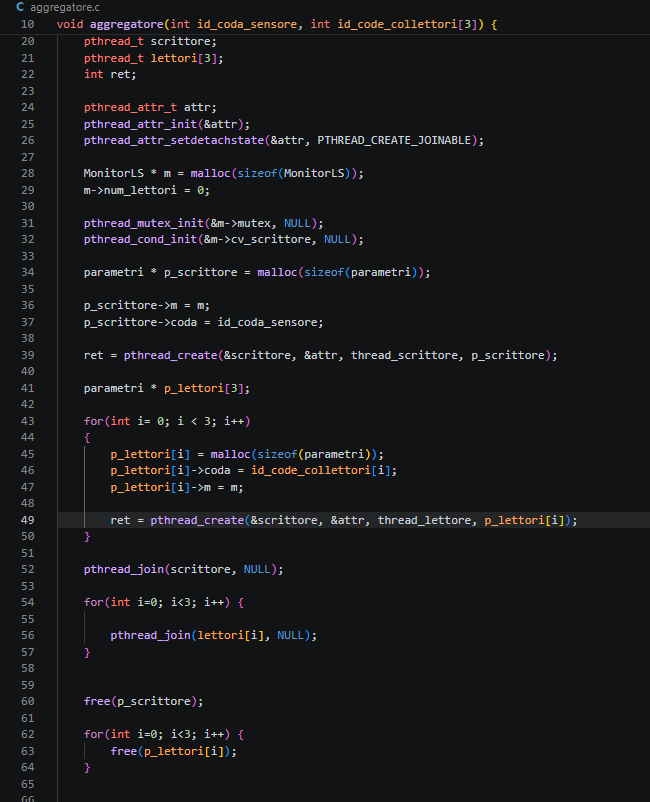 C aggregatore.c
10 void aggregatore(int id_coda_sensore, int id_code_collettori[3]) {
20 pthread_t scrittore;
21 pthread_t lettori[3];
22 int ret;
23
24 pthread_attr_t attr;
25 pthread_attr_init(&attr);
26 pthread_attr_setdetachstate(&attr, PTHREAD_CREATE_JOINABLE);
27
28 MonitorLS * m = malloc(sizeof(MonitorLS));
29 m->num_lettori = 0;
30
31 pthread_mutex_init(&m->mutex, NULL);
32 pthread_cond_init(&m->cv_scrittore, NULL);
33
34 parametri * p_scrittore = malloc(sizeof(parametri));
35
36 p_scrittore->m = m;
37 p_scrittore->coda = id_coda_sensore;
38
39 ret = pthread_create(&scrittore, &attr, thread_scrittore, p_scrittore);
40
41 parametri * p_lettori[3];
42
43 for(int i= 0; i < 3; i++)
44 {
45 p_lettori[i] = malloc(sizeof(parametri));
46 p_lettori[i]->coda = id_code_collettori[i];
47 p_lettori[i]->m = m;
48
49 ret = pthread_create(&scrittore, &attr, thread_lettore, p_lettori[i]);
50 }
51
52 pthread_join(scrittore, NULL);
53
54 for(int i=0; i<3; i++) {
55
56 pthread_join(lettori[i], NULL);
57 }
58
59
60 free(p_scrittore);
61
62 for(int i=0; i<3; i++) {
63 free(p_lettori[i]);
64 }
65
66